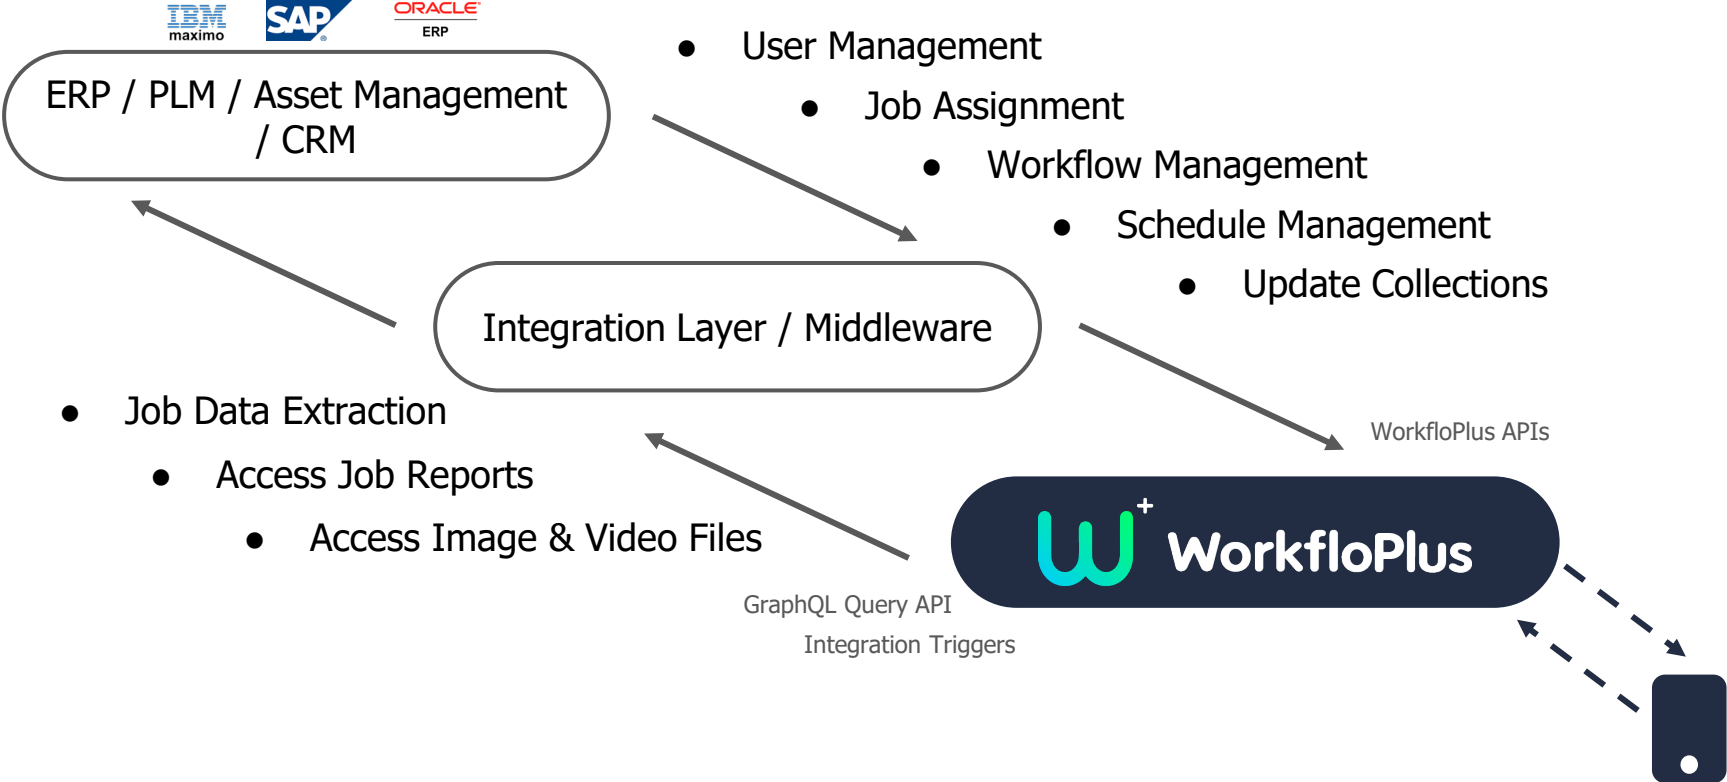 IBM
maximo
SAP
®
ORACLE®
ERP
ERP / PLM / Asset Management
/ CRM
● User Management
● Job Assignment
● Workflow Management
● Schedule Management
● Update Collections
Integration Layer / Middleware
● Job Data Extraction
● Access Job Reports
● Access Image & Video Files
WorkfloPlus APIs
W+ WorkfloPlus
GraphQL Query API
Integration Triggers